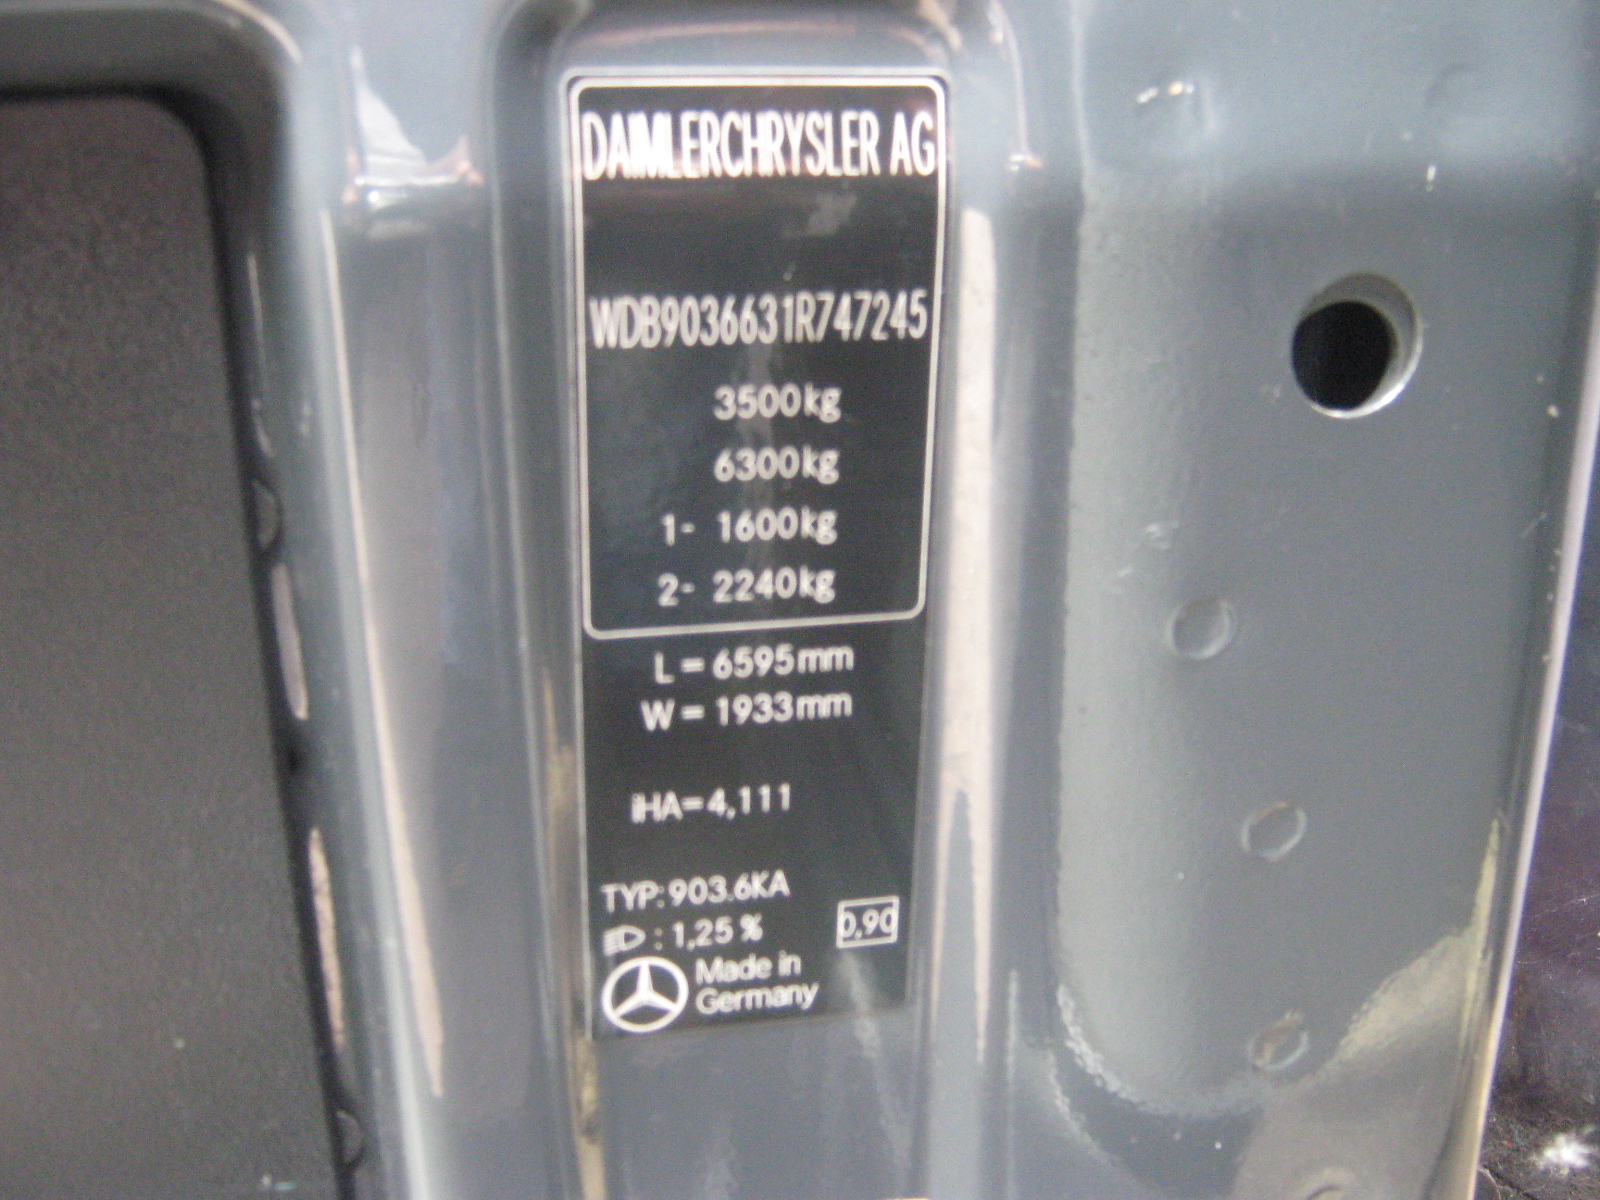 DAIMLERCHRYSLER AG
WDB9036631R747245
3500kg
6300kg
1- 1600kg
2- 2240kg
L = 6595mm
W = 1933mm
iHA=4,111
TYP:903.6KA
: 1,25 %
0,90
Made in
Germany